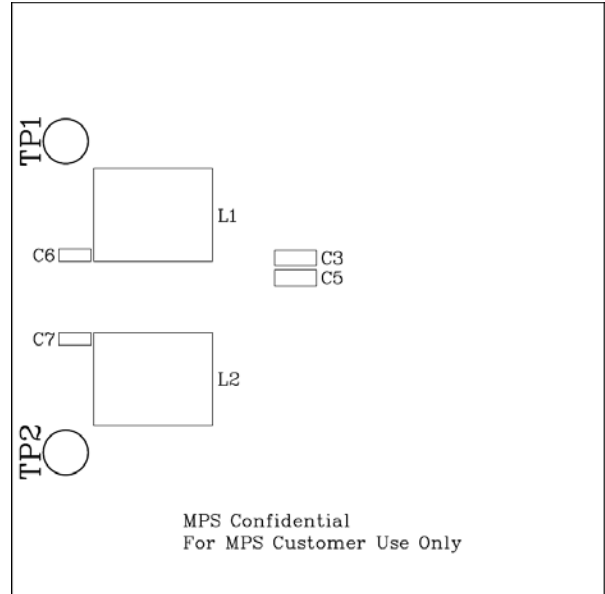 TP1
L1
C6
C3
C5
C7
L2
TP2
MPS Confidential
For MPS Customer Use Only